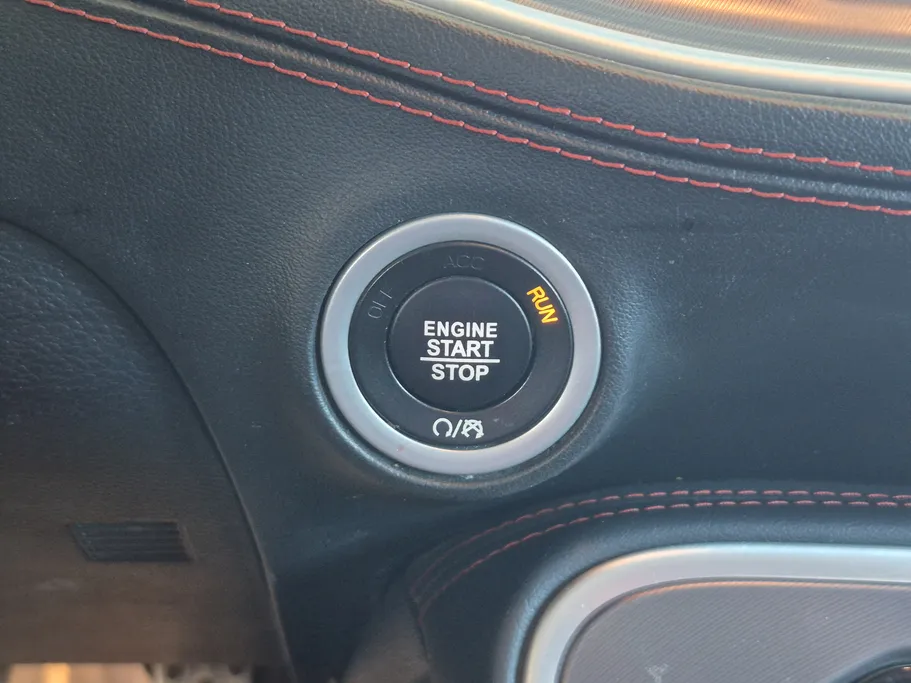 OFF
ACC
RUN
ENGINE
START
STOP